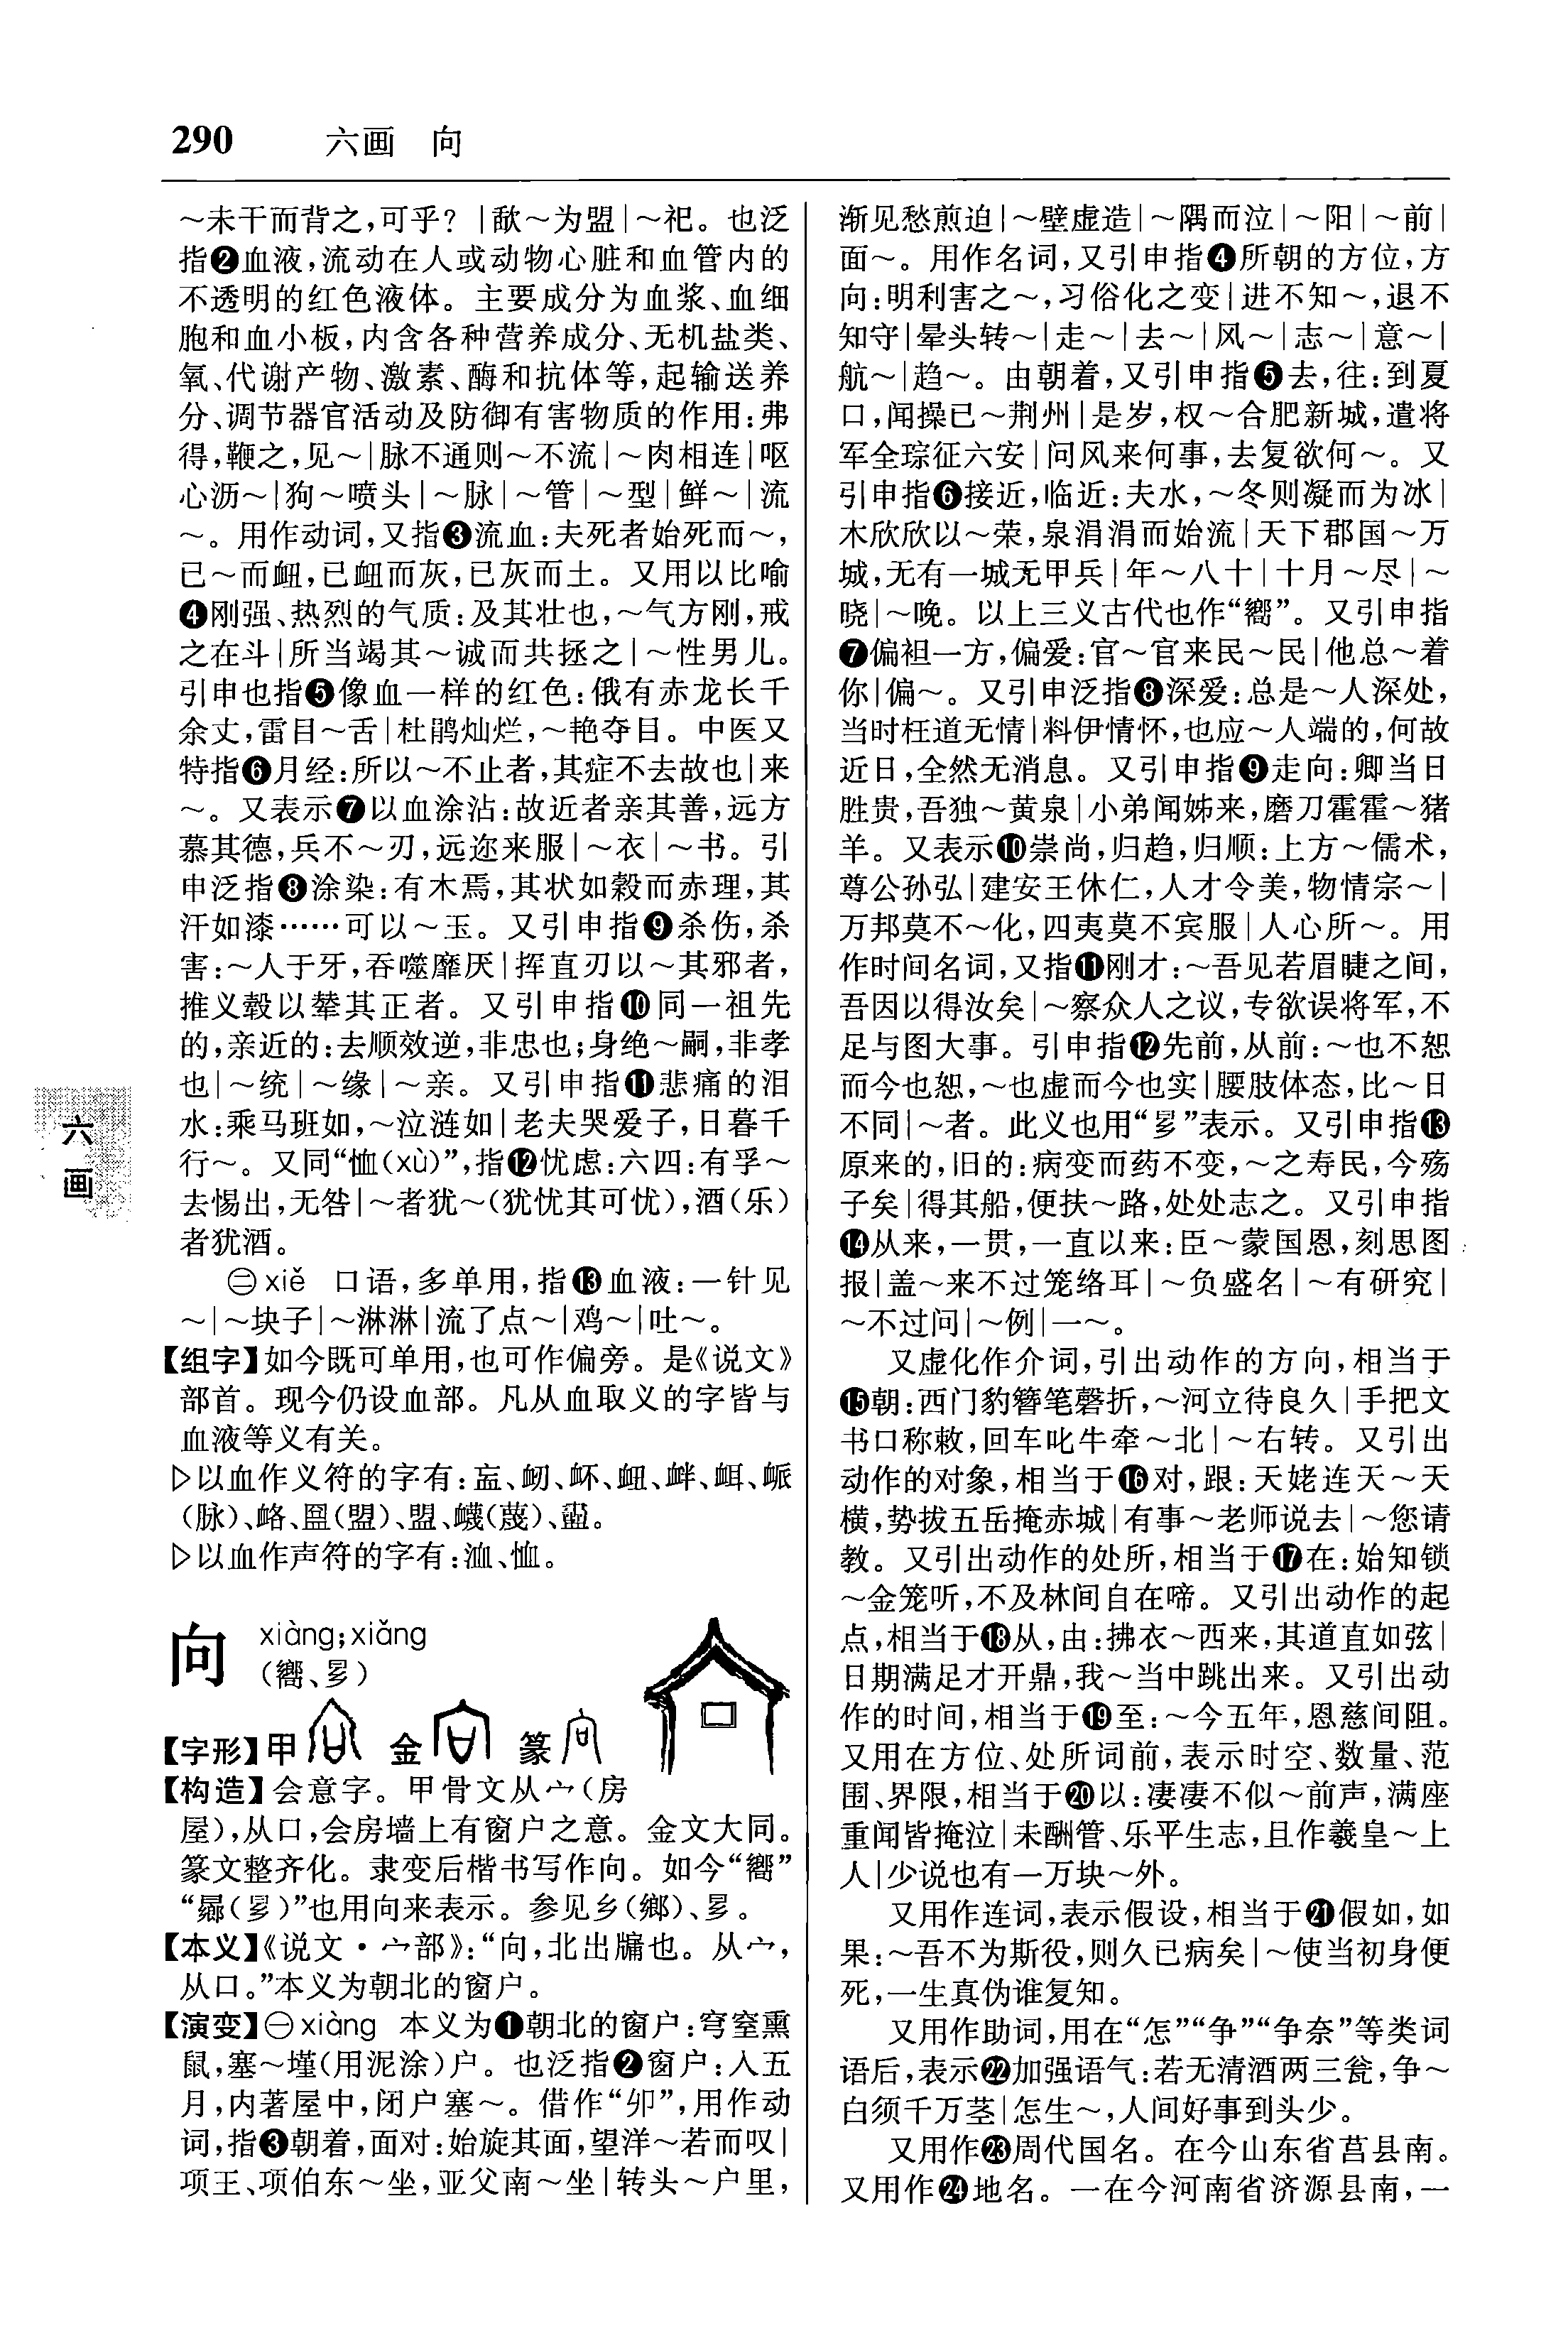 290 六画 向
～未干而背之，可乎？｜歃～为盟｜～祀。也泛
指❷血液，流动在人或动物心脏和血管内的
不透明的红色液体。主要成分为血浆、血细
胞和血小板，内含各种营养成分、无机盐类、
氧、代谢产物、激素、酶和抗体等，起输送养
分、调节器官活动及防御有害物质的作用：弗
得，鞭之，见～｜脉不通则～不流｜～肉相连｜呕
心沥～｜狗～喷头｜～脉｜～管｜～型｜鲜～｜流
～。用作动词，又指❸流血：夫死者始死而～，
已～而衄，已衄而灰，已灰而土。又用以比喻
❹刚强、热烈的气质：及其壮也，～气方刚，戒
之在斗｜所当竭其～诚而共拯之｜～性男儿。
引申也指❺像血一样的红色：俄有赤龙长千
余丈，雷目～舌｜杜鹃灿烂，～艳夺目。中医又
特指❻月经：所以～不止者，其症不去故也｜来
～。又表示❼以血涂沾：故近者亲其善，远方
慕其德，兵不～刃，远迩来服｜～衣｜～书。引
申泛指❽涂染：有木焉，其状如榖而赤理，其
汗如漆……可以～玉。又引申指❾杀伤，杀
害：～人于牙，吞噬靡厌｜挥直刃以～其邪者，
推义毂以辇其正者。又引申指❿同一祖先
的，亲近的：去顺效逆，非忠也；身绝～嗣，非孝
也｜～统｜～缘｜～亲。又引申指⓫悲痛的泪
水：乘马班如，～泣涟如｜老夫哭爱子，日暮千
行～。又同“恤(xù)”，指⓬忧虑：六四：有孚～
去惕出，无咎｜～者犹～(犹忧其可忧)，酒(乐)
者犹酒。
㊁xiě 口语，多单用，指⓭血液：一针见
～｜～块子｜～淋淋｜流了点～｜鸡～｜吐～。
【组字】如今既可单用，也可作偏旁。是《说文》
部首。现今仍设血部。凡从血取义的字皆与
血液等义有关。
▷以血作义符的字有：衁、衂、衃、衄、衅、衈、衇
(脉)、衉、盟、衊(蔑)、
▷以血作声符的字有：洫、恤。
向 xiàng；xiǎng
(嚮、曏)
【字形】甲 金 篆
【构造】会意字。甲骨文从宀(房
屋)，从口，会房墙上有窗户之意。金文大同。
篆文整齐化。隶变后楷书写作向。如今“嚮”
也用向来表示。参见乡(鄉)、
【本义】《说文·宀部》：“向，北出牖也。从宀，
从口。”本义为朝北的窗户。
【演变】㊀xiàng 本义为❶朝北的窗户：穹窒熏
鼠，塞～墐(用泥涂)户。也泛指❷窗户：入五
月，内著屋中，闭户塞～。借作“卯”，用作动
词，指❸朝着，面对：始旋其面，望洋～若而叹｜
项王、项伯东～坐，亚父南～坐｜转头～户里，
渐见愁煎迫｜～壁虚造｜～隅而泣｜～阳｜～前｜
面～。用作名词，又引申指❹所朝的方位，方
向：明利害之～，习俗化之变｜进不知～，退不
知守｜晕头转～｜走～｜去～｜风～｜志～｜意～｜
航～｜趋～。由朝着，又引申指❺去，往：到夏
口，闻操已～荆州｜是岁，权～合肥新城，遣将
军全琮征六安｜问风来何事，去复欲何～。又
引申指❻接近，临近：夫水，～冬则凝而为冰｜
木欣欣以～荣，泉涓涓而始流｜天下郡国～万
城，无有一城无甲兵｜年～八十｜十月～尽｜～
晓｜～晚。以上三义古代也作“嚮”。又引申指
❼偏袒一方，偏爱：官～官来民～民｜他总～着
你｜偏～。又引申泛指❽深爱：总是～人深处，
当时枉道无情｜料伊情怀，也应～人端的，何故
近日，全然无消息。又引申指❾走向：卿当日
胜贵，吾独～黄泉｜小弟闻姊来，磨刀霍霍～猪
羊。又表示❿崇尚，归趋，归顺：上方～儒术，
尊公孙弘｜建安王休仁，人才令美，物情宗～｜
万邦莫不～化，四夷莫不宾服｜人心所～。用
作时间名词，又指⓫刚才：～吾见若眉睫之间，
吾因以得汝矣｜～察众人之议，专欲误将军，不
足与图大事。引申指⓬先前，从前：～也不恕
而今也恕，～也虚而今也实｜腰肢体态，比～日
不同｜～者。此义也用“曏”表示。又引申指⓭
原来的，旧的：病变而药不变，～之寿民，今殇
子矣｜得其船，便扶～路，处处志之。又引申指
⓮从来，一贯，一直以来：臣～蒙国恩，刻思图
报｜盖～来不过笼络耳｜～负盛名｜～有研究｜
～不过问｜～例｜一～。
又虚化作介词，引出动作的方向，相当于
⓯朝：西门豹簪笔磬折，～河立待良久｜手把文
书口称敕，回车叱牛牵～北｜～右转。又引出
动作的对象，相当于⓰对，跟：天姥连天～天
横，势拔五岳掩赤城｜有事～老师说去｜～您请
教。又引出动作的处所，相当于⓱在：始知锁
～金笼听，不及林间自在啼。又引出动作的起
点，相当于⓲从，由：拂衣～西来，其道直如弦｜
日期满足才开鼎，我～当中跳出来。又引出动
作的时间，相当于⓳至：～今五年，恩慈间阻。
又用在方位、处所词前，表示时空、数量、范
围、界限，相当于⓴以：凄凄不似～前声，满座
重闻皆掩泣｜未酬管、乐平生志，且作羲皇～上
人｜少说也有一万块～外。
又用作连词，表示假设，相当于㉑假如，如
果：～吾不为斯役，则久已病矣｜～使当初身便
死，一生真伪谁复知。
又用作助词，用在“怎”“争”“争奈”等类词
语后，表示㉒加强语气：若无清酒两三瓮，争～
白须千万茎｜怎生～，人间好事到头少。
又用作㉓周代国名。在今山东省莒县南。
又用作㉔地名。一在今河南省济源县南，一
六画